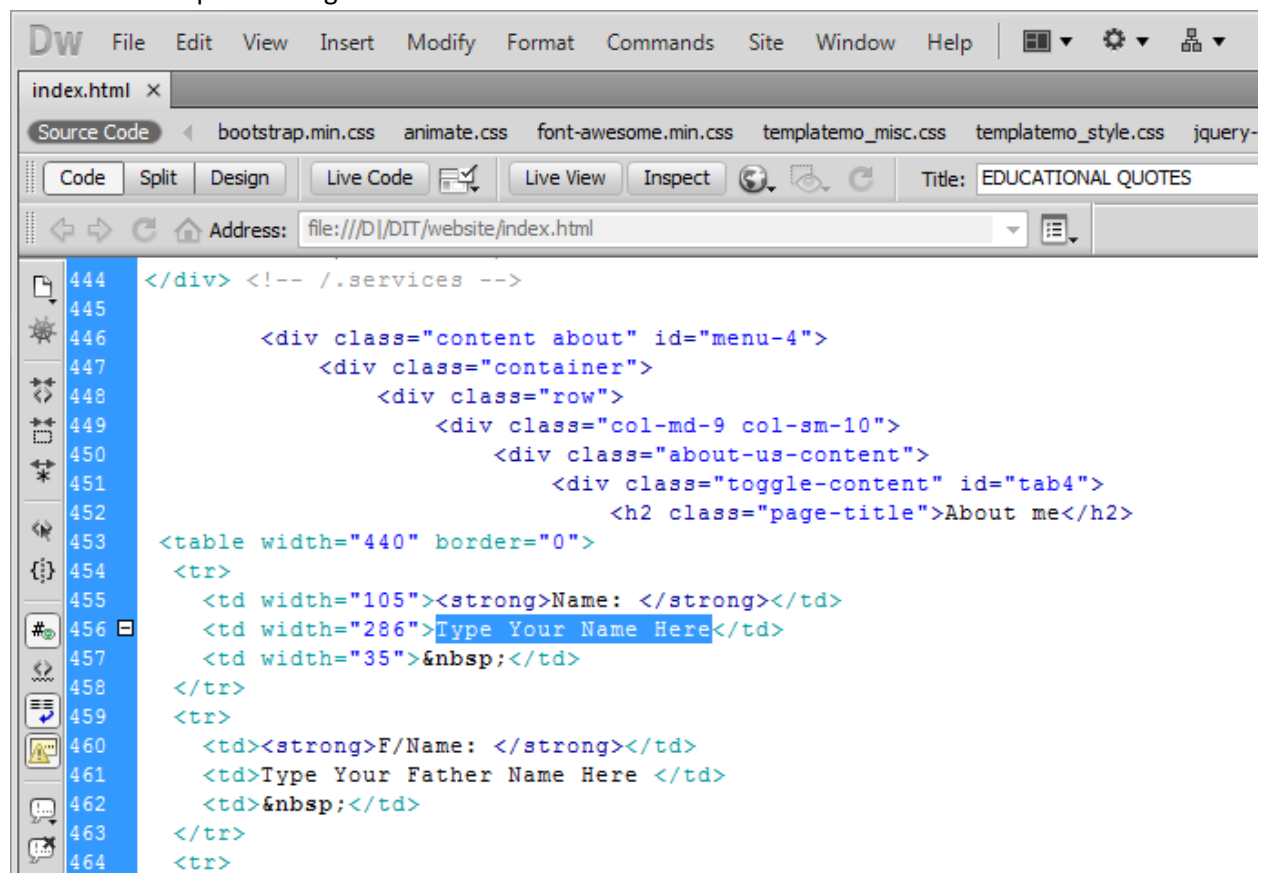 Dw File Edit View Insert Modify Format Commands Site Window Help
index.html ×
Source Code bootstrap.min.css animate.css font-awesome.min.css templatemo_misc.css templatemo_style.css jquery-
Code Split Design Live Code Live View Inspect Title: EDUCATIONAL QUOTES
Address: file:///D|/DIT/website/index.html
444 </div> <!-- /.services -->
445
446 <div class="content about" id="menu-4">
447 <div class="container">
448 <div class="row">
449 <div class="col-md-9 col-sm-10">
450 <div class="about-us-content">
451 <div class="toggle-content" id="tab4">
452 <h2 class="page-title">About me</h2>
453 <table width="440" border="0">
454 <tr>
455 <td width="105"><strong>Name: </strong></td>
456 <td width="286">Type Your Name Here</td>
457 <td width="35">&nbsp;</td>
458 </tr>
459 <tr>
460 <td><strong>F/Name: </strong></td>
461 <td>Type Your Father Name Here </td>
462 <td>&nbsp;</td>
463 </tr>
464 <tr>